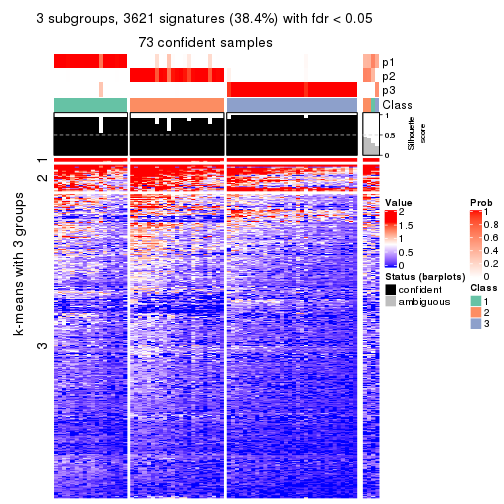 3 subgroups, 3621 signatures (38.4%) with fdr < 0.05
73 confident samples
p1
p2
p3
Class
1
0.5
0
Silhouette
score
k-means with 3 groups
1
2
3
Value
2
1.5
1
0.5
0
Status (barplots)
confident
ambiguous
Prob
1
0.8
0.6
0.4
0.2
0
Class
1
2
3